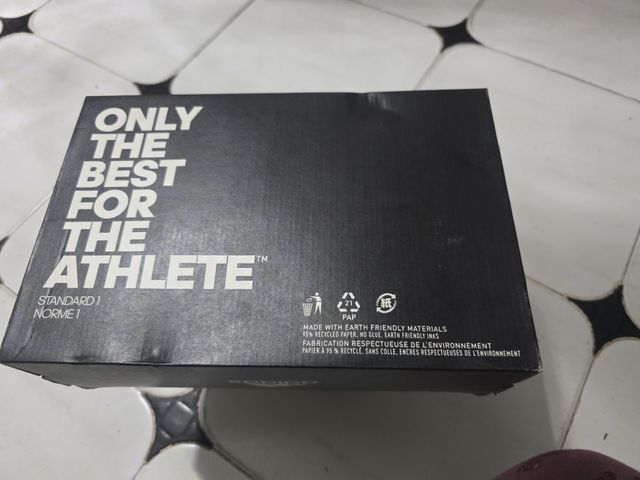 ONLY
THE
BEST
FOR
THE
ATHLETE™
STANDARD 1
NORME 1
21
PAP
紙
MADE WITH EARTH FRIENDLY MATERIALS
95% RECYCLED PAPER, NO GLUE, EARTH FRIENDLY INKS
FABRICATION RESPECTUEUSE DE L'ENVIRONNEMENT
PAPIER À 95 % RECYCLÉ, SANS COLLE, ENCRES RESPECTUEUSES DE L'ENVIRONNEMENT